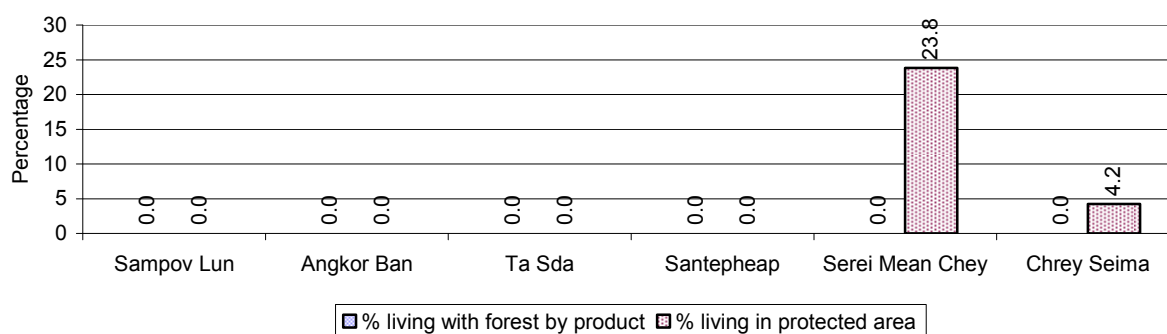 Percentage
30
25
20
15
10
5
0
0.0 0.0 0.0 0.0 0.0 0.0 0.0 0.0 0.0 23.8 0.0 4.2
Sampov Lun Angkor Ban Ta Sda Santepheap Serei Mean Chey Chrey Seima
% living with forest by product % living in protected area